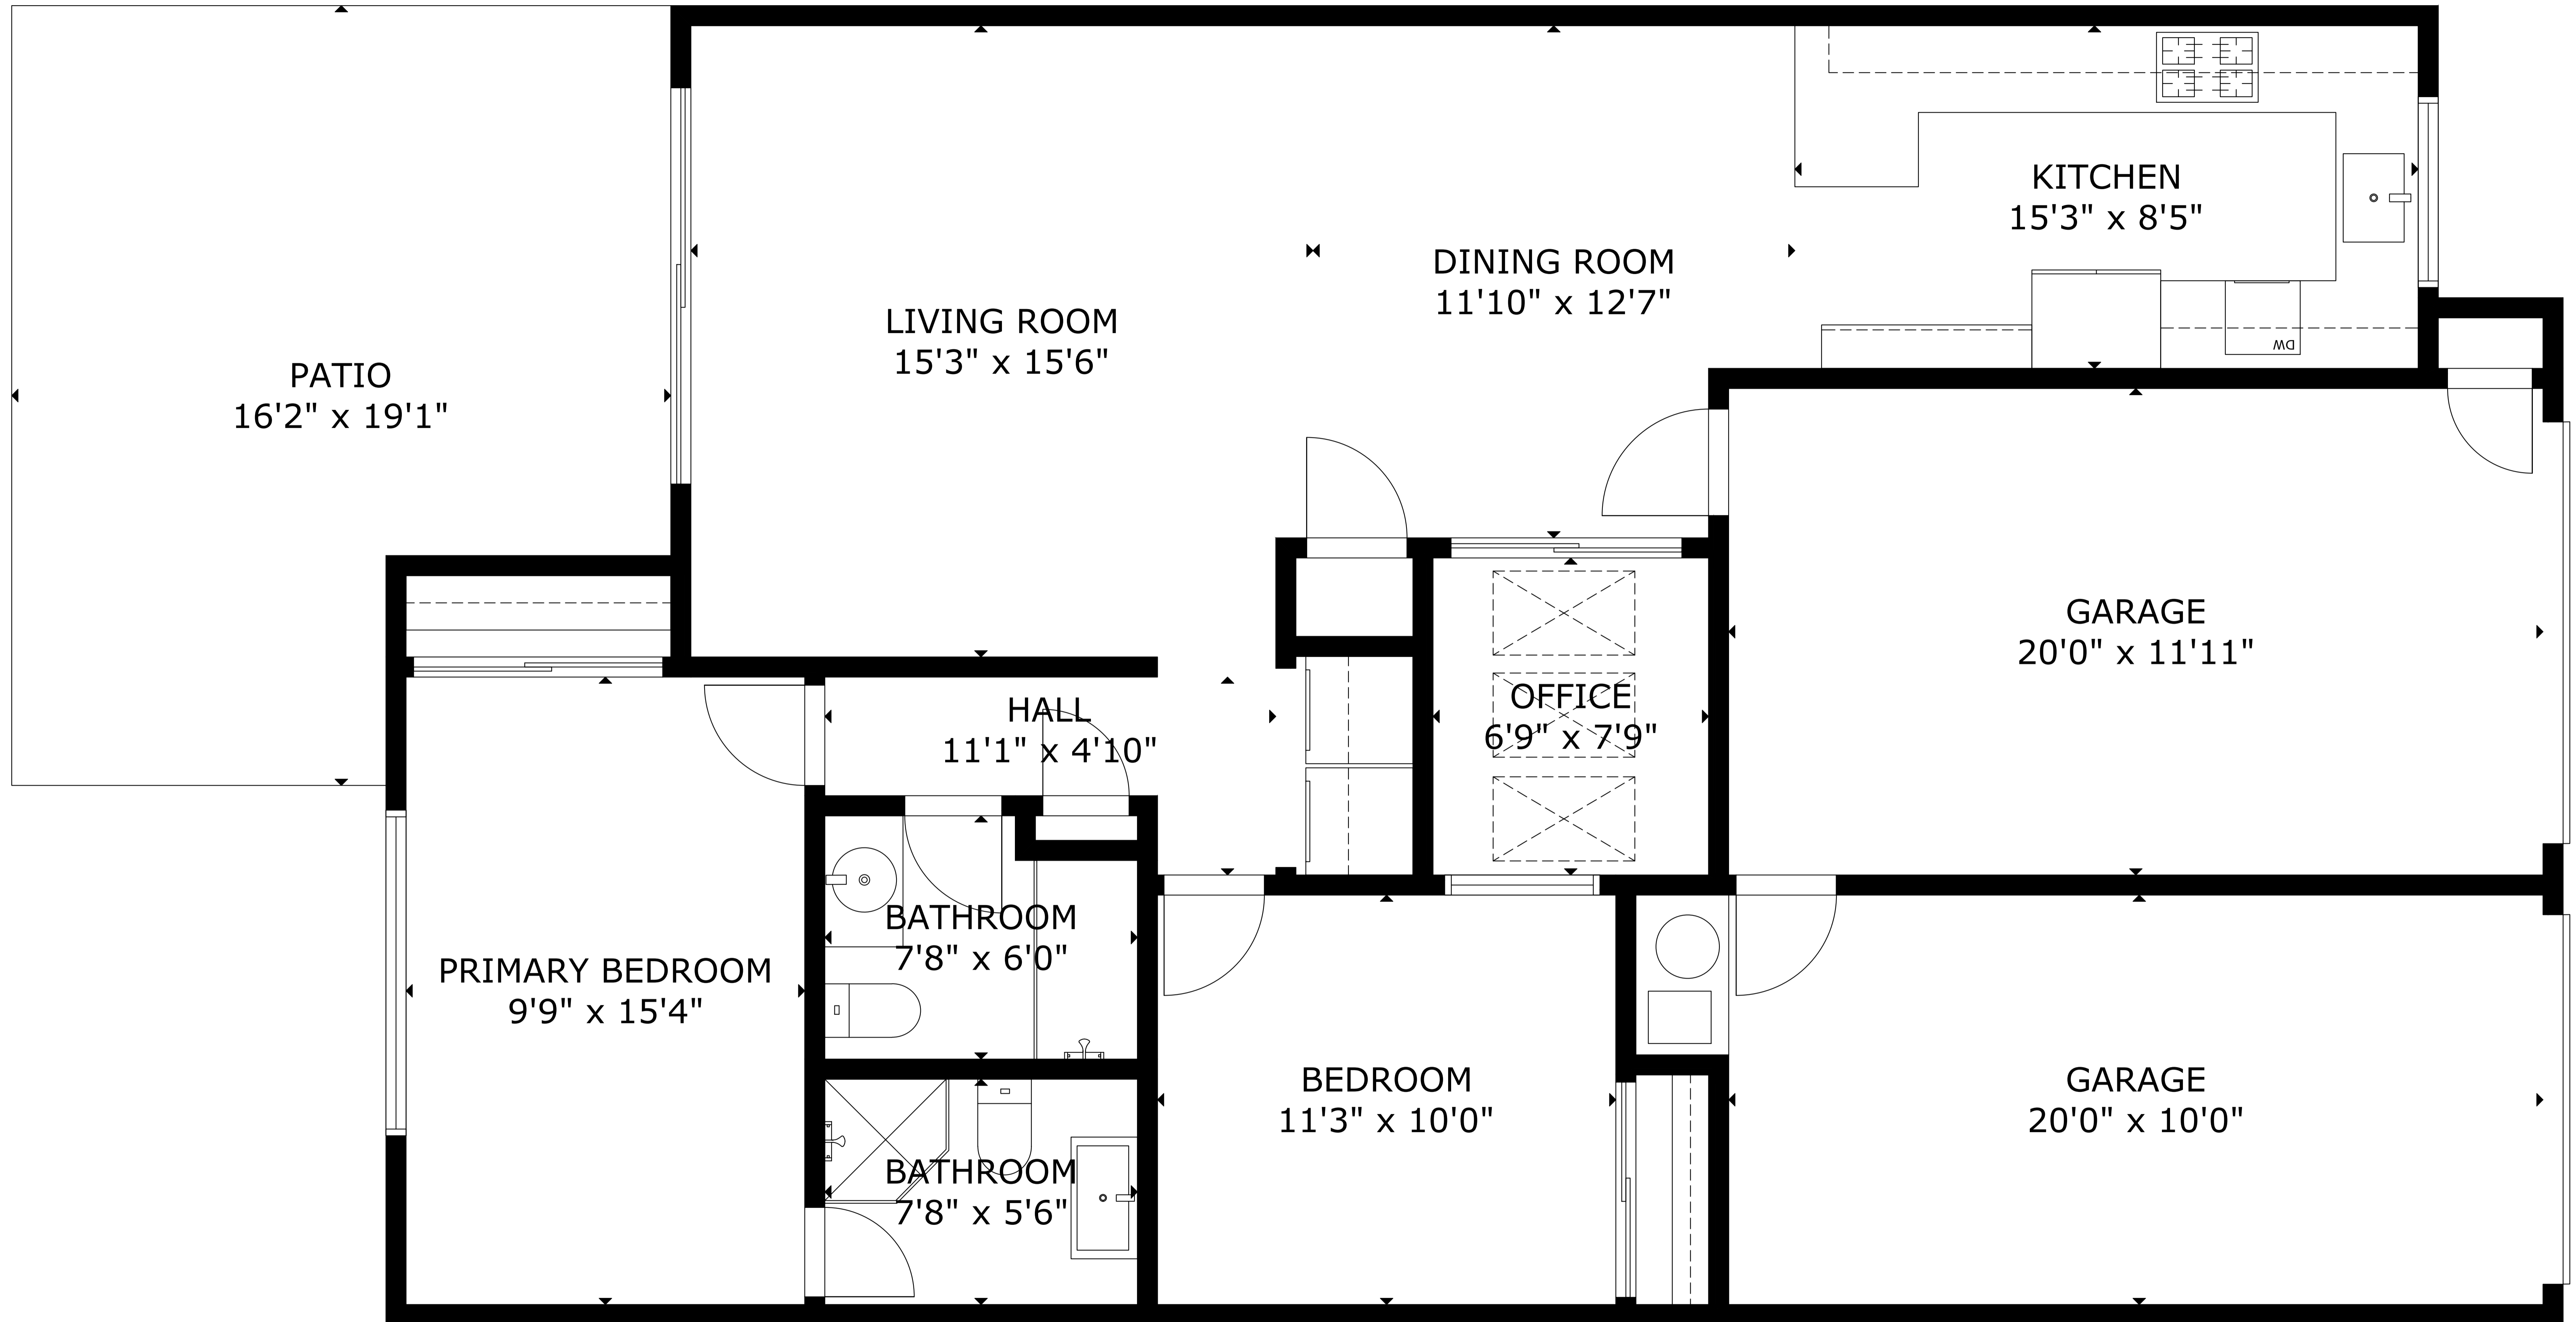 KITCHEN
15'3" x 8'5"
DINING ROOM
11'10" x 12'7"
LIVING ROOM
15'3" x 15'6"
DW
PATIO
16'2" x 19'1"
GARAGE
20'0" x 11'11"
OFFICE
6'9" x 7'9"
HALL
11'1" x 4'10"
BATHROOM
7'8" x 6'0"
PRIMARY BEDROOM
9'9" x 15'4"
BEDROOM
11'3" x 10'0"
GARAGE
20'0" x 10'0"
BATHROOM
7'8" x 5'6"